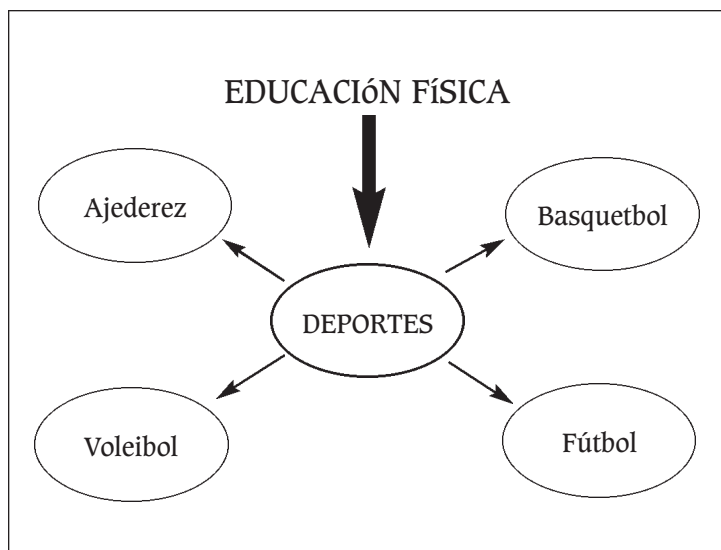 EDUCACIóN FíSICA
Ajederez
Basquetbol
DEPORTES
Voleibol
Fútbol